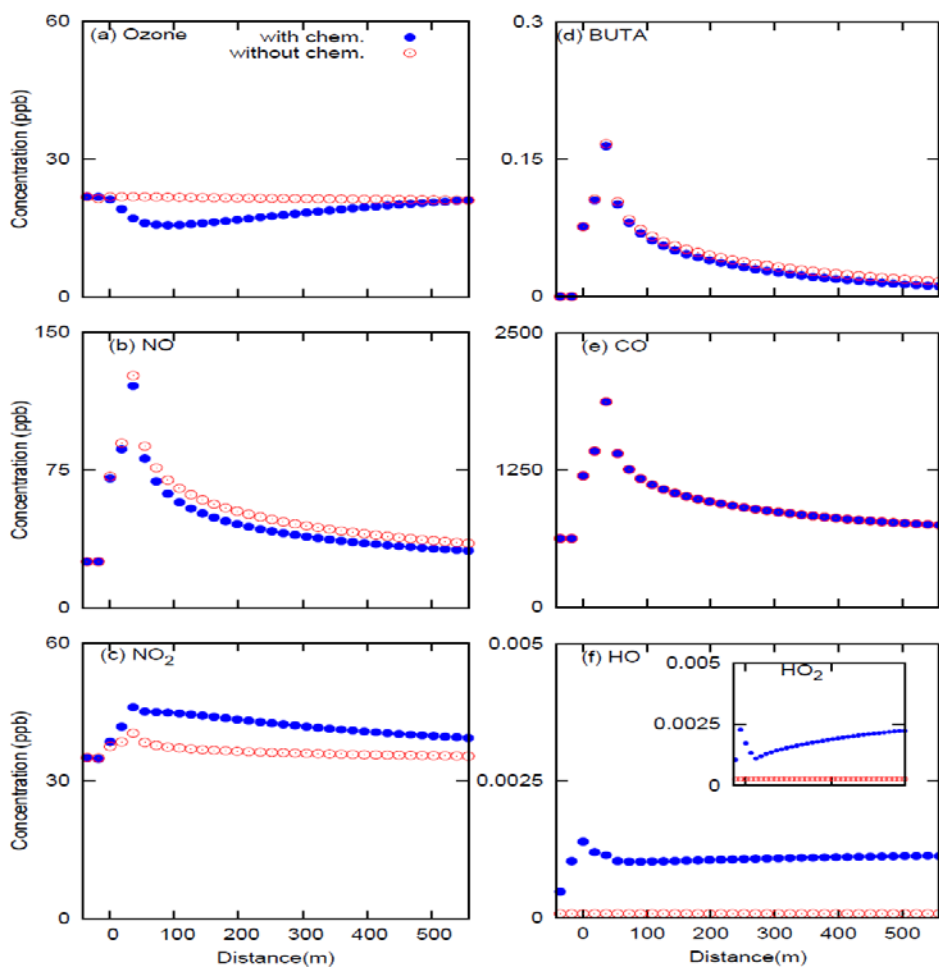 60
(a) Ozone
with chem.
without chem.
30
0
Concentration (ppb)
0.3
(d) BUTA
0.15
0
150
(b) NO
75
0
Concentration (ppb)
2500
(e) CO
1250
0
60
(c) NO2
30
0
Concentration (ppb)
0 100 200 300 400 500
Distance(m)
0.005
(f) HO
0.0025
0
0.005
HO2
0.0025
0
0 100 200 300 400 500
Distance(m)